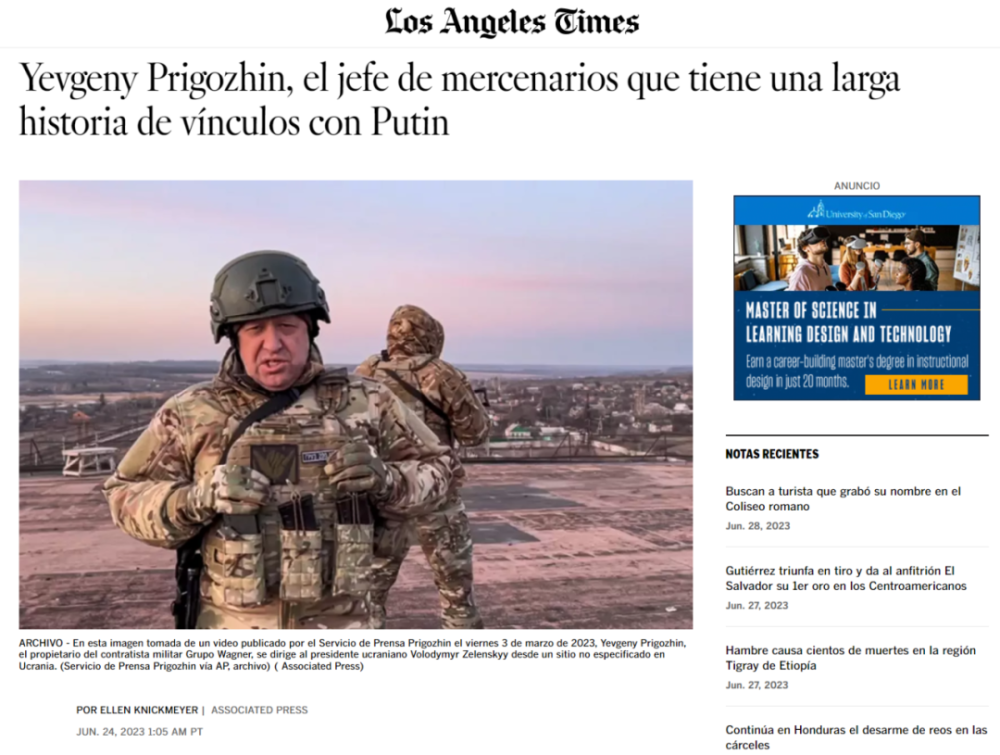 Los Angeles Times
Yevgeny Prigozhin, el jefe de mercenarios que tiene una larga
historia de vínculos con Putin
ANUNCIO
University of San Diego
MASTER OF SCIENCE IN
LEARNING DESIGN AND TECHNOLOGY
Earn a career-building master's degree in instructional
design in just 20 months.
LEARN MORE
ARCHIVO - En esta imagen tomada de un video publicado por el Servicio de Prensa Prigozhin el viernes 3 de marzo de 2023, Yevgeny Prigozhin,
el propietario del contratista militar Grupo Wagner, se dirige al presidente ucraniano Volodymyr Zelenskyy desde un sitio no especificado en
Ucrania. (Servicio de Prensa Prigozhin vía AP, archivo) ( Associated Press)
POR ELLEN KNICKMEYER | ASSOCIATED PRESS
JUN. 24, 2023 1:05 AM PT
NOTAS RECIENTES
Buscan a turista que grabó su nombre en el
Coliseo romano
Jun. 28, 2023
Gutiérrez triunfa en tiro y da al anfitrión El
Salvador su 1er oro en los Centroamericanos
Jun. 27, 2023
Hambre causa cientos de muertes en la región
Tigray de Etiopía
Jun. 27, 2023
Continúa en Honduras el desarme de reos en las
cárceles